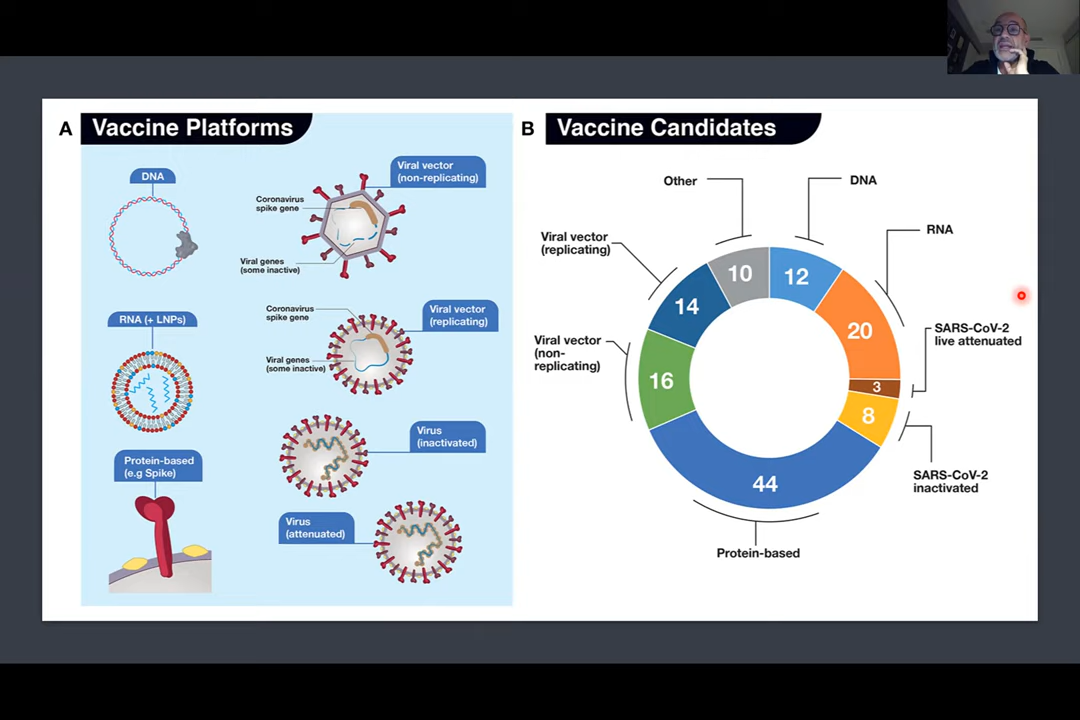 A
Vaccine Platforms
DNA
Viral vector
(non-replicating)
Coronavirus
spike gene
Viral genes
(some inactive)
RNA (+ LNPs)
Viral vector
(replicating)
Coronavirus
spike gene
Viral genes
(some inactive)
Protein-based
(e.g Spike)
Virus
(inactivated)
Virus
(attenuated)
B
Vaccine Candidates
Other
DNA
RNA
Viral vector
(replicating)
SARS-CoV-2
live attenuated
Viral vector
(non-
replicating)
SARS-CoV-2
inactivated
Protein-based
10
12
14
20
16
3
8
44